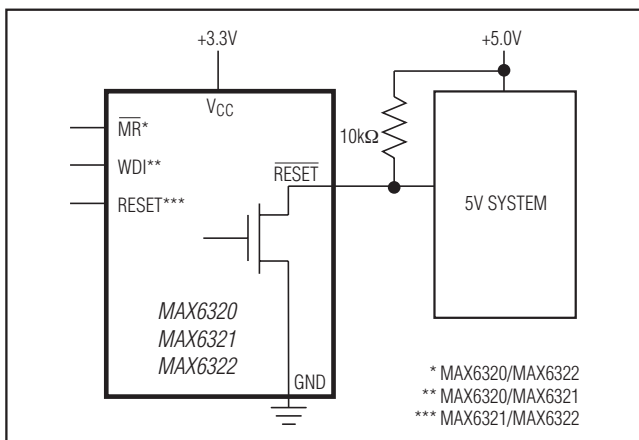 +3.3V
+5.0V
VCC
MR*
WDI**
RESET***
RESET
10kΩ
5V SYSTEM
MAX6320
MAX6321
MAX6322
GND
* MAX6320/MAX6322
** MAX6320/MAX6321
*** MAX6321/MAX6322